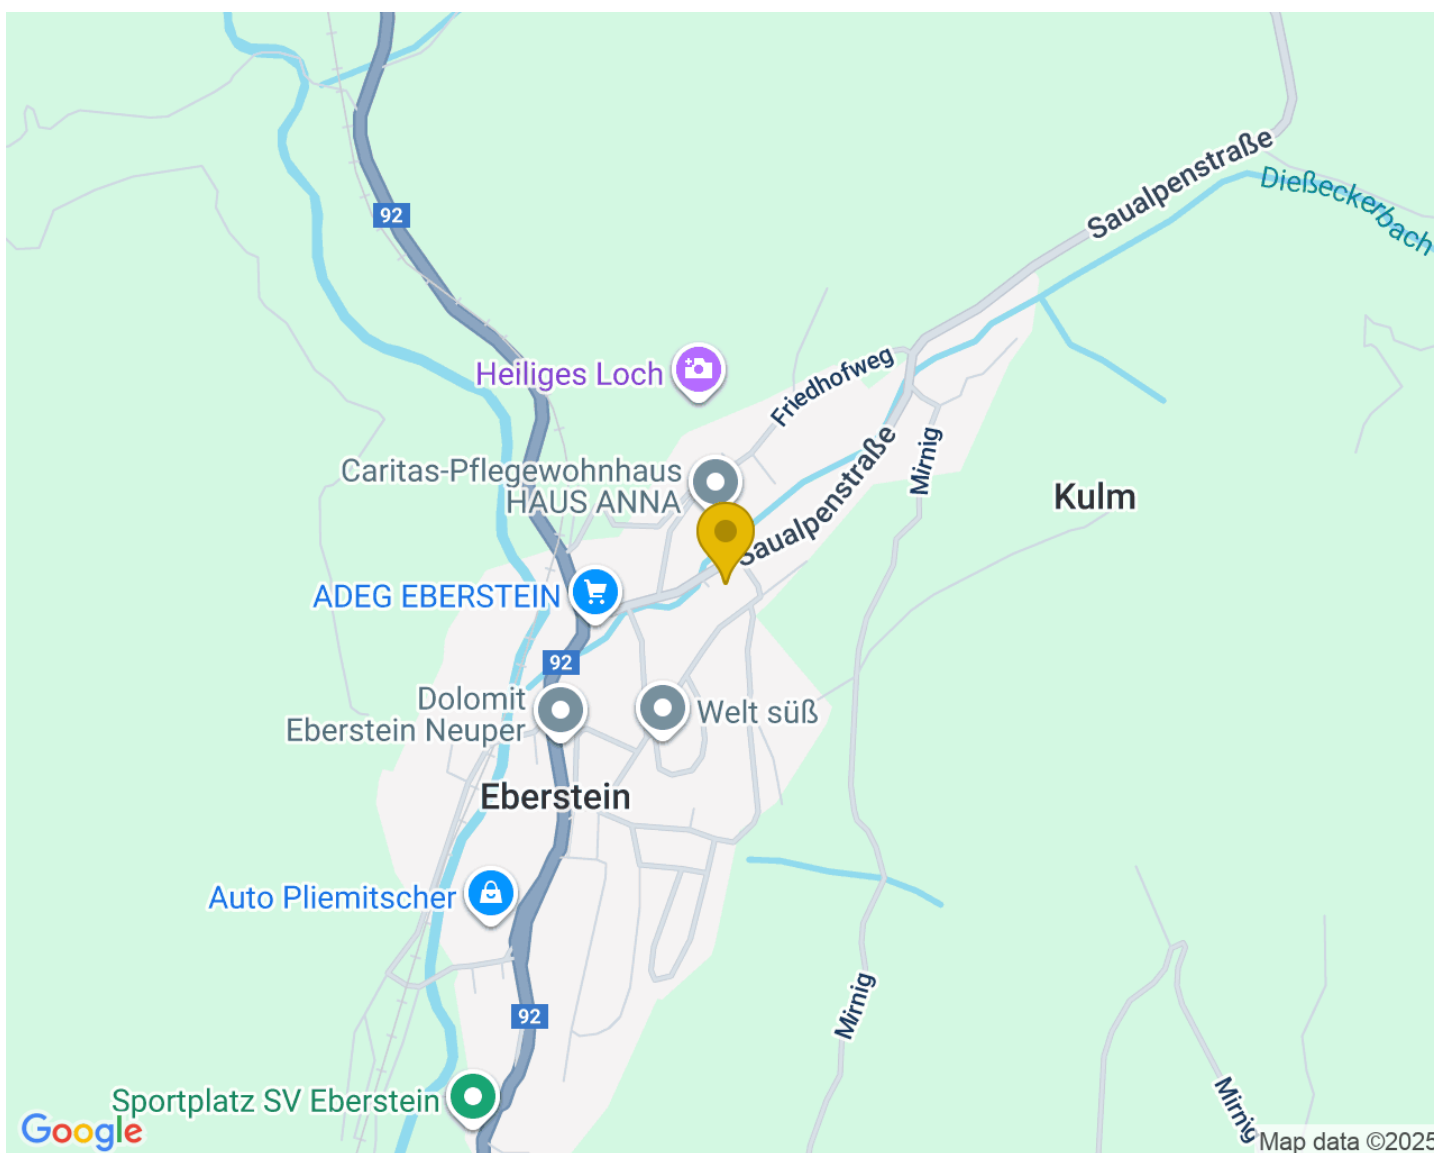 Saualpenstraße
Dießeckerbach
92
Heiliges Loch
Friedhofweg
Caritas-Pflegewohnhaus
HAUS ANNA
Saualpenstraße
Mirnig
Kulm
ADEG EBERSTEIN
92
Dolomit
Eberstein Neuper
Welt süß
Eberstein
Auto Pliemitscher
Mirnig
92
Sportplatz SV Eberstein
Mirnig
Google
Map data ©2025